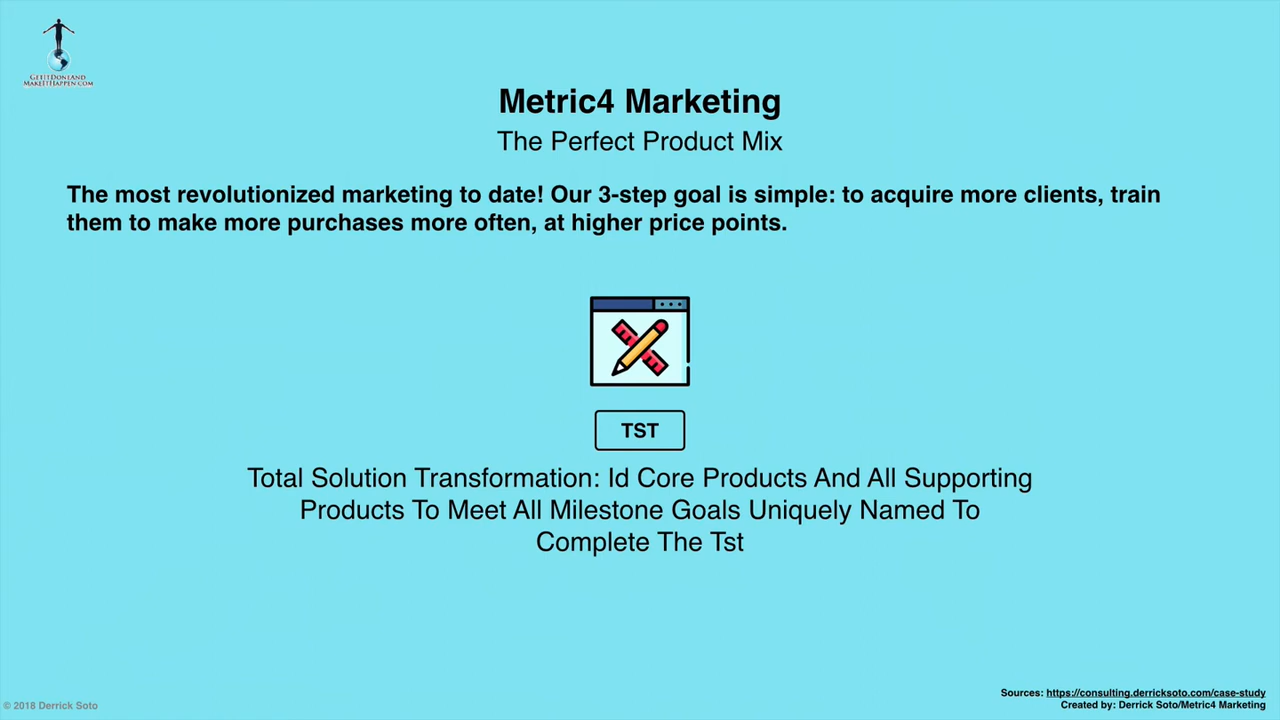 GETITDONEAND
MAKEITHAPPEN.COM
Metric4 Marketing
The Perfect Product Mix
The most revolutionized marketing to date! Our 3-step goal is simple: to acquire more clients, train
them to make more purchases more often, at higher price points.
TST
Total Solution Transformation: Id Core Products And All Supporting
Products To Meet All Milestone Goals Uniquely Named To
Complete The Tst
Sources: https://consulting.derricksoto.com/case-study
Created by: Derrick Soto/Metric4 Marketing
© 2018 Derrick Soto